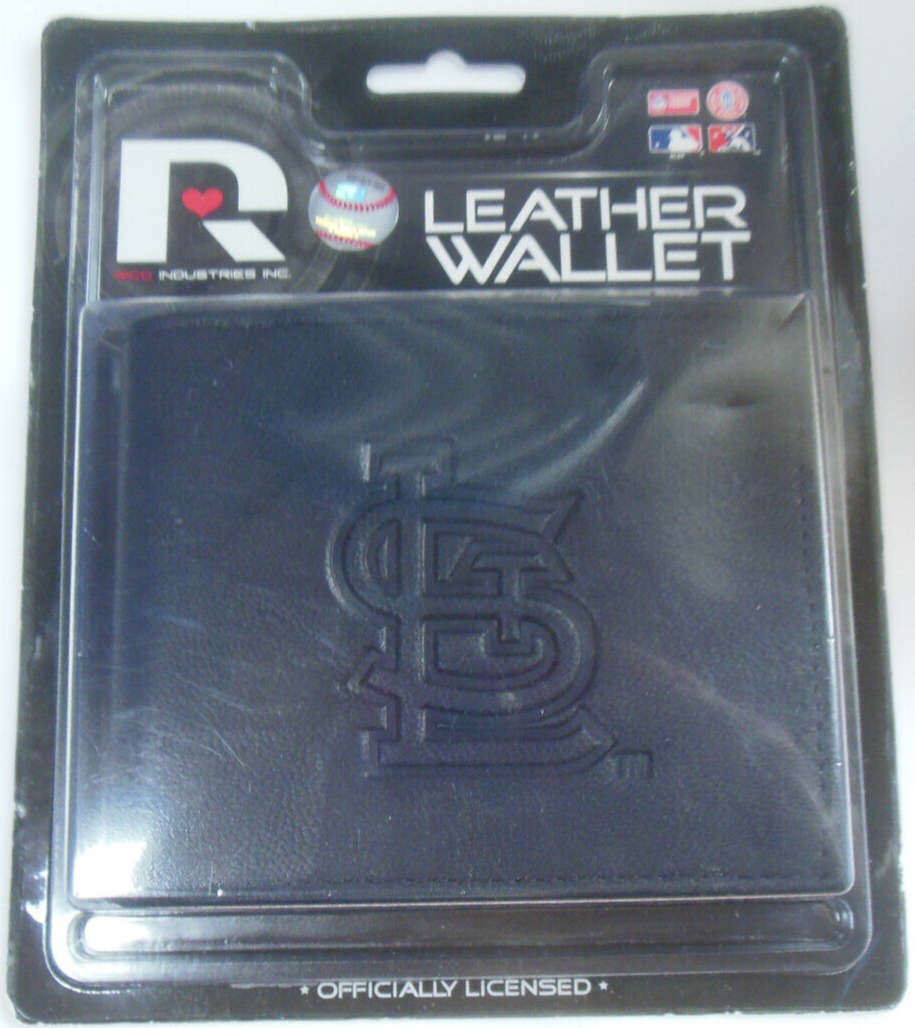 RICO INDUSTRIES INC.
LEATHER
WALLET
STL
TM
* OFFICIALLY LICENSED *